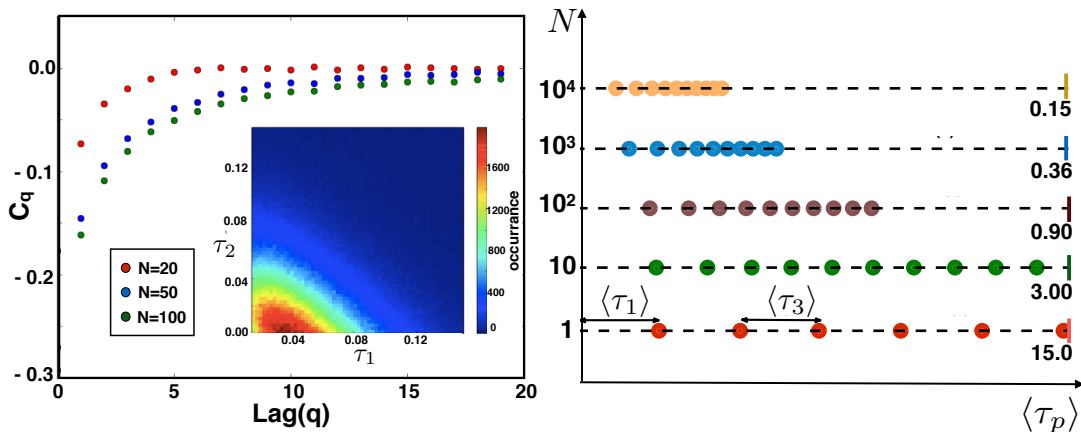 0.0
- 0.1
- 0.2
- 0.3
C_q
0
5
10
15
20
Lag(q)
N=20
N=50
N=100
0.12
0.08
0.04
0.00
τ_2
0.04
0.12
τ_1
1600
1200
800
400
0
occurrance
N
10^4
0.15
10^3
0.36
10^2
0.90
10
3.00
⟨τ_1⟩
⟨τ_3⟩
1
15.0
⟨τ_p⟩